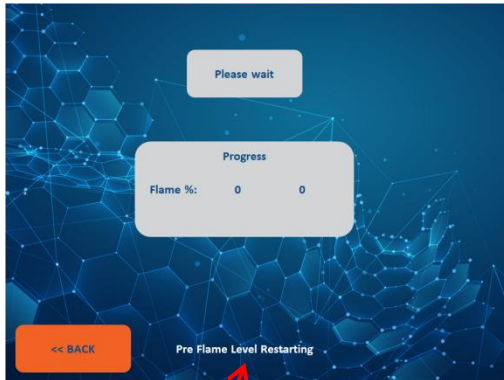 Please wait
Progress
Flame %: 0 0
<< BACK
Pre Flame Level Restarting